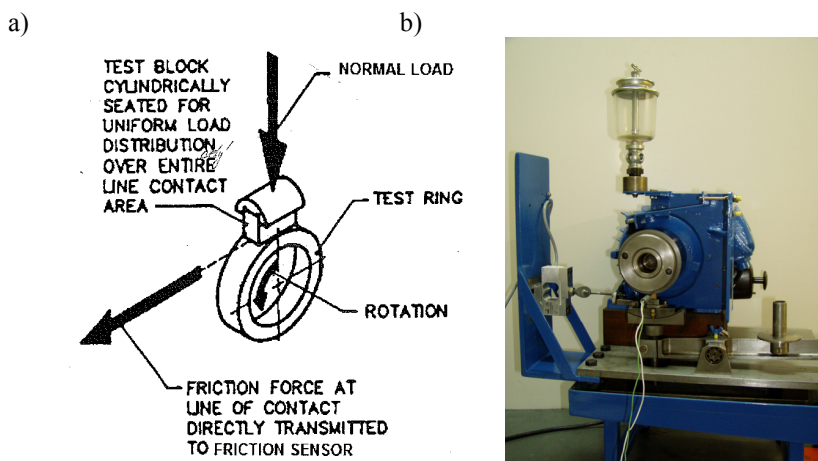 a)
b)
TEST BLOCK
CYLINDRICALLY
SEATED FOR
UNIFORM LOAD
DISTRIBUTION
OVER ENTIRE
LINE CONTACT
AREA
NORMAL LOAD
TEST RING
ROTATION
FRICTION FORCE AT
LINE OF CONTACT
DIRECTLY TRANSMITTED
TO FRICTION SENSOR